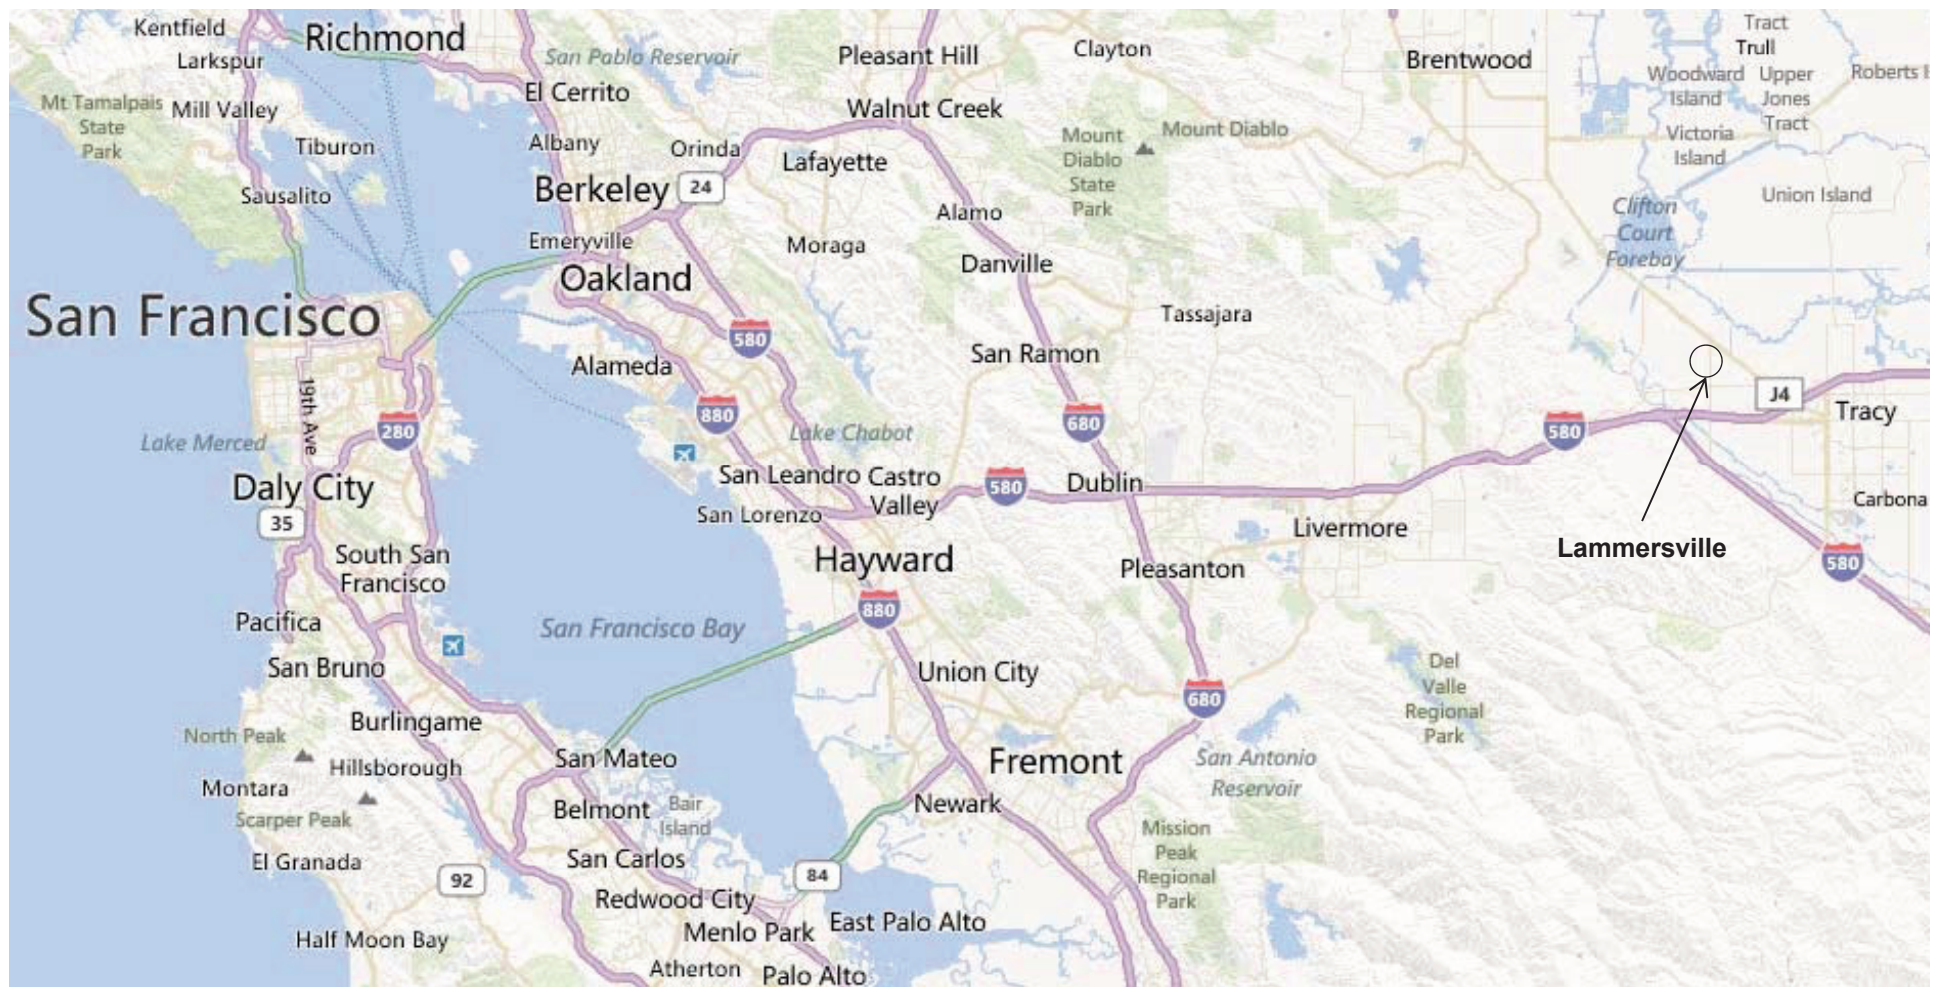 Kentfield
Richmond
Larkspur
San Pablo Reservoir
Pleasant Hill
Clayton
Brentwood
Tract
Trull
Woodward
Island
Upper
Jones
Tract
Roberts
El Cerrito
Mt Tamalpais
State
Park
Mill Valley
Walnut Creek
Albany
Orinda
Mount
Diablo
State
Park
Mount Diablo
Victoria
Island
Tiburon
Lafayette
Berkeley
24
Sausalito
Alamo
Clifton
Court
Forebay
Union Island
Emeryville
Moraga
Danville
Oakland
San Francisco
Tassajara
580
San Ramon
Alameda
19th Ave
880
280
680
580
J4
Tracy
Lake Merced
Lake Chabot
San Leandro
Castro
Valley
580
Dublin
Daly City
San Lorenzo
Carbona
35
Livermore
Lammersville
South San
Francisco
Hayward
Pleasanton
580
880
Pacifica
San Francisco Bay
San Bruno
Union City
Del
Valle
Regional
Park
680
Burlingame
North Peak
San Mateo
Fremont
San Antonio
Reservoir
Hillsborough
Montara
Belmont
Bair
Island
Newark
Scarper Peak
Mission
Peak
Regional
Park
El Granada
San Carlos
92
84
Redwood City
East Palo Alto
Menlo Park
Half Moon Bay
Atherton
Palo Alto